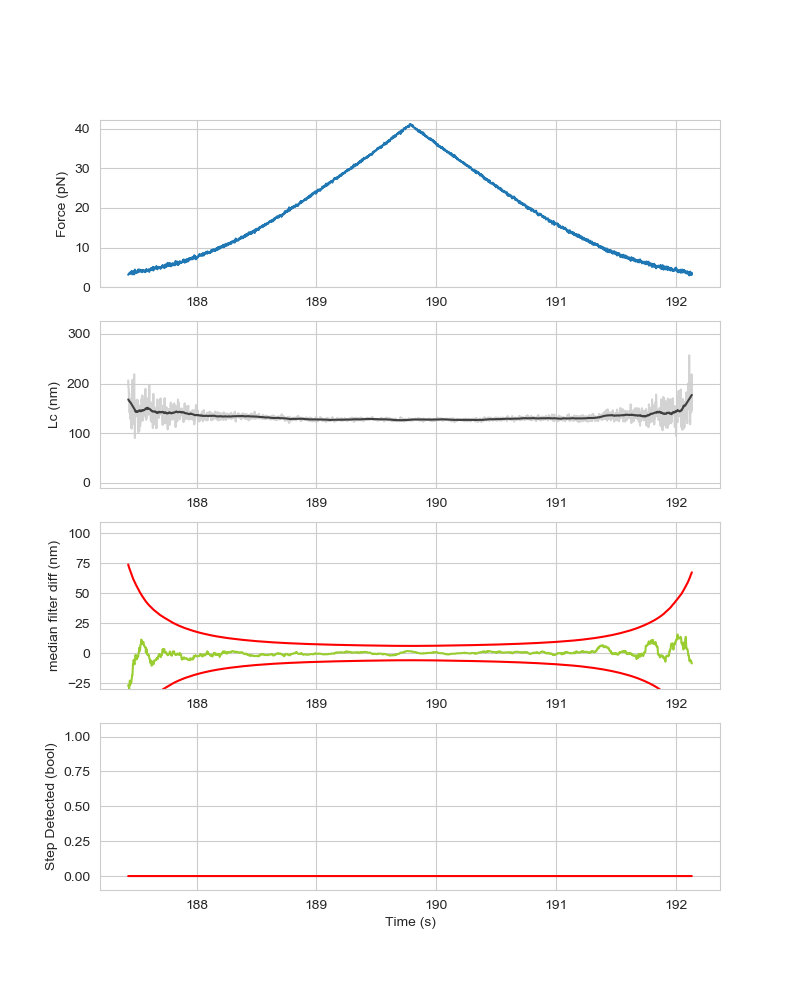 Force (pN)
40
30
20
10
0
188 189 190 191 192
Lc (nm)
300
200
100
0
188 189 190 191 192
median filter diff (nm)
100
75
50
25
0
−25
188 189 190 191 192
Step Detected (bool)
1.00
0.75
0.50
0.25
0.00
188 189 190 191 192
Time (s)